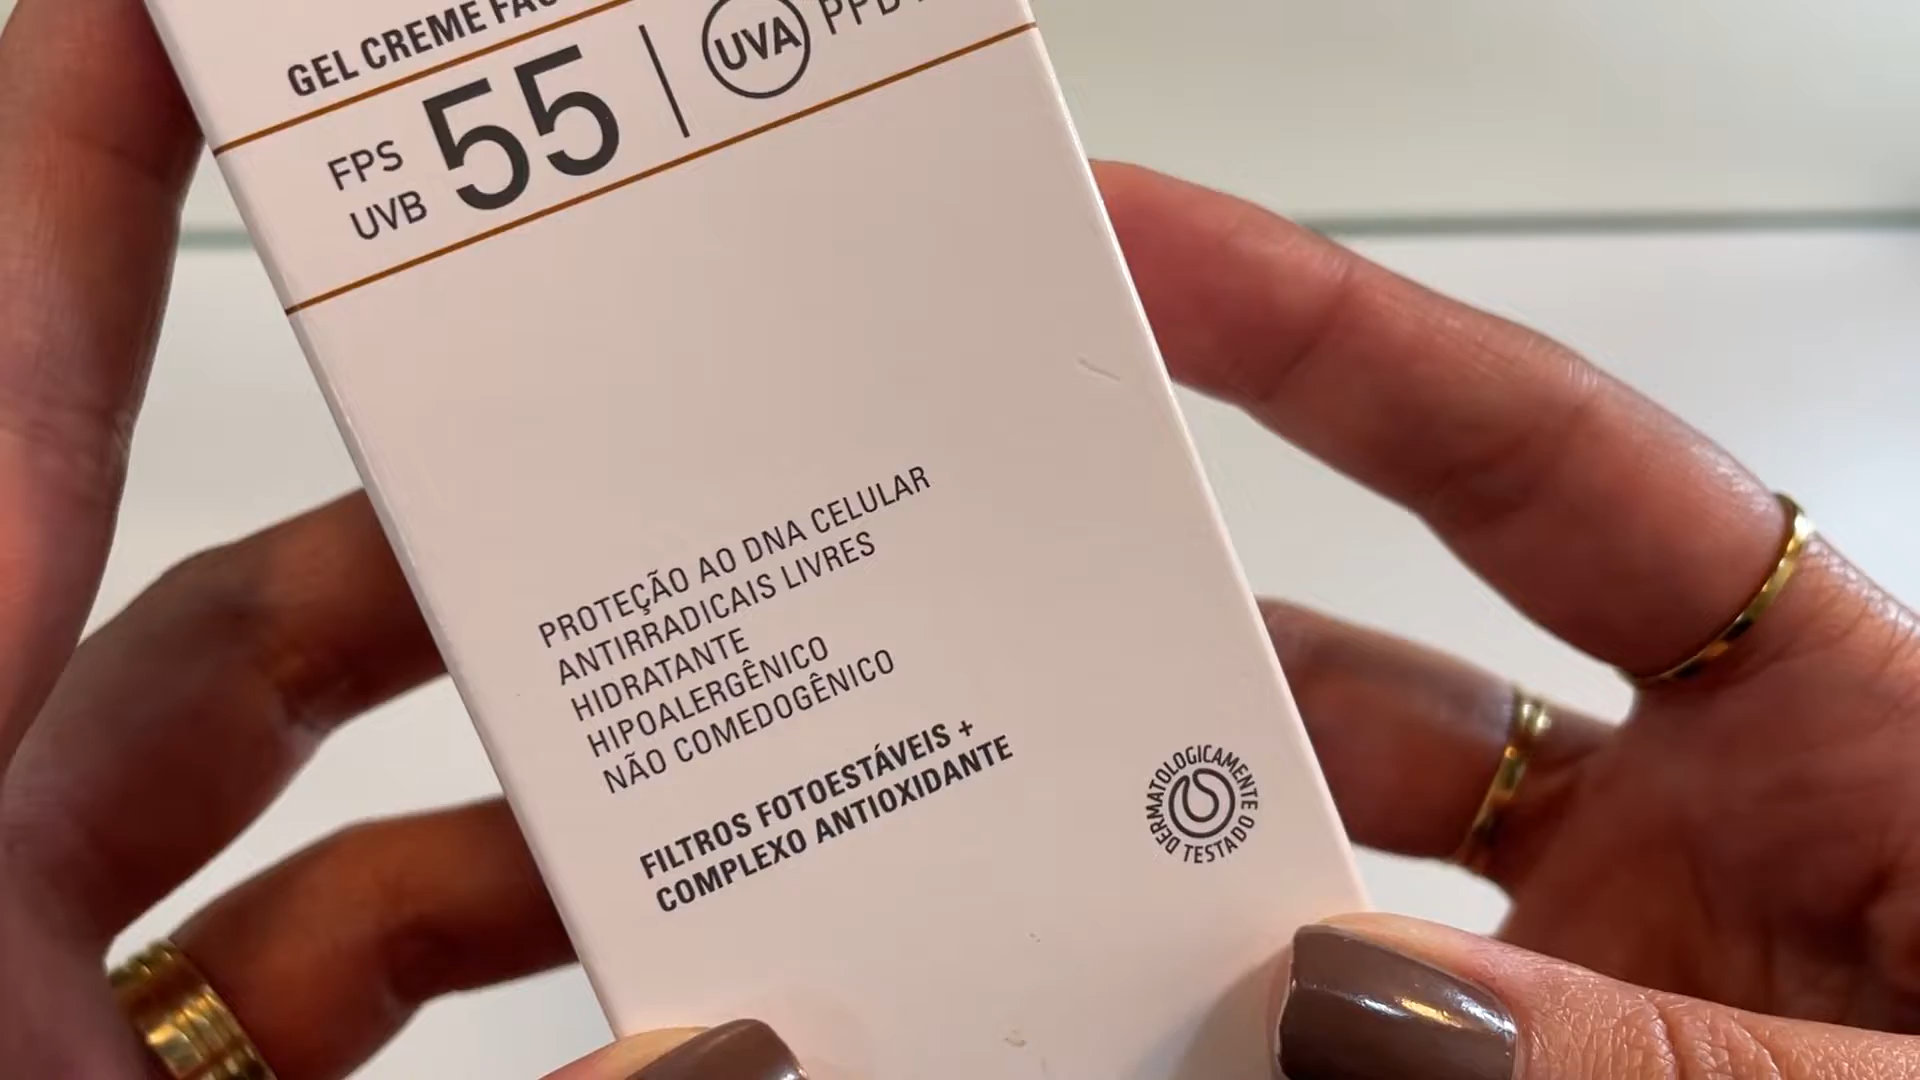 GEL CREME
FPS
UVB
55
UVA
PROTEÇÃO AO DNA CELULAR
ANTIRRADICAIS LIVRES
HIDRATANTE
HIPOALERGÊNICO
NÃO COMEDOGÊNICO
FILTROS FOTOESTÁVEIS +
COMPLEXO ANTIOXIDANTE
DERMATOLOGICAMENTE TESTADO